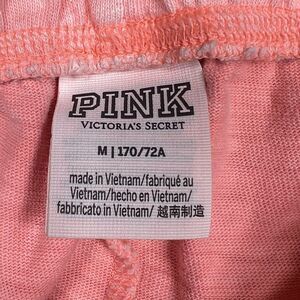 PINK
VICTORIA'S SECRET
M | 170/72A
made in Vietnam/fabriqué au
Vietnam/hecho en Vietnam/
fabbricato in Vietnam/ 越南制造